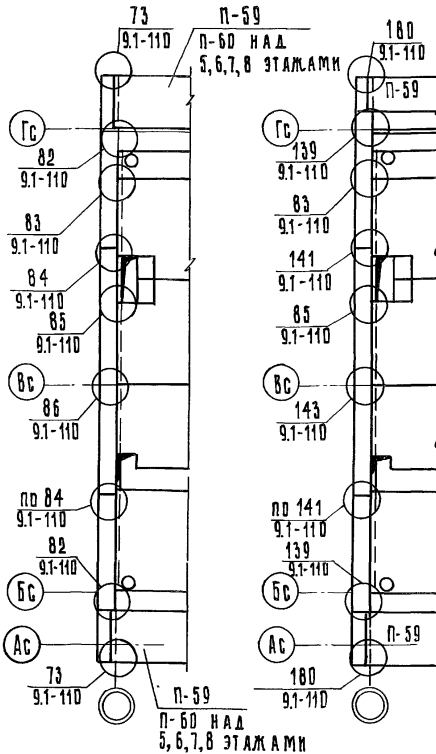 73
9.1-110
П-59
П-60 НАД
5,6,7,8 ЭТАЖАМИ
Гс
82
9.1-110
83
9.1-110
84
9.1-110
85
9.1-110
Вс
86
9.1-110
по 84
9.1-110
82
9.1-110
Бс
Ас
73
9.1-110
П-59
П-60 НАД
5,6,7,8 ЭТАЖАМИ
180
9.1-110
П-59
Гс
139
9.1-110
83
9.1-110
141
9.1-110
85
9.1-110
Вс
143
9.1-110
по 141
9.1-110
139
9.1-110
Бс
Ас
П-59
180
9.1-110